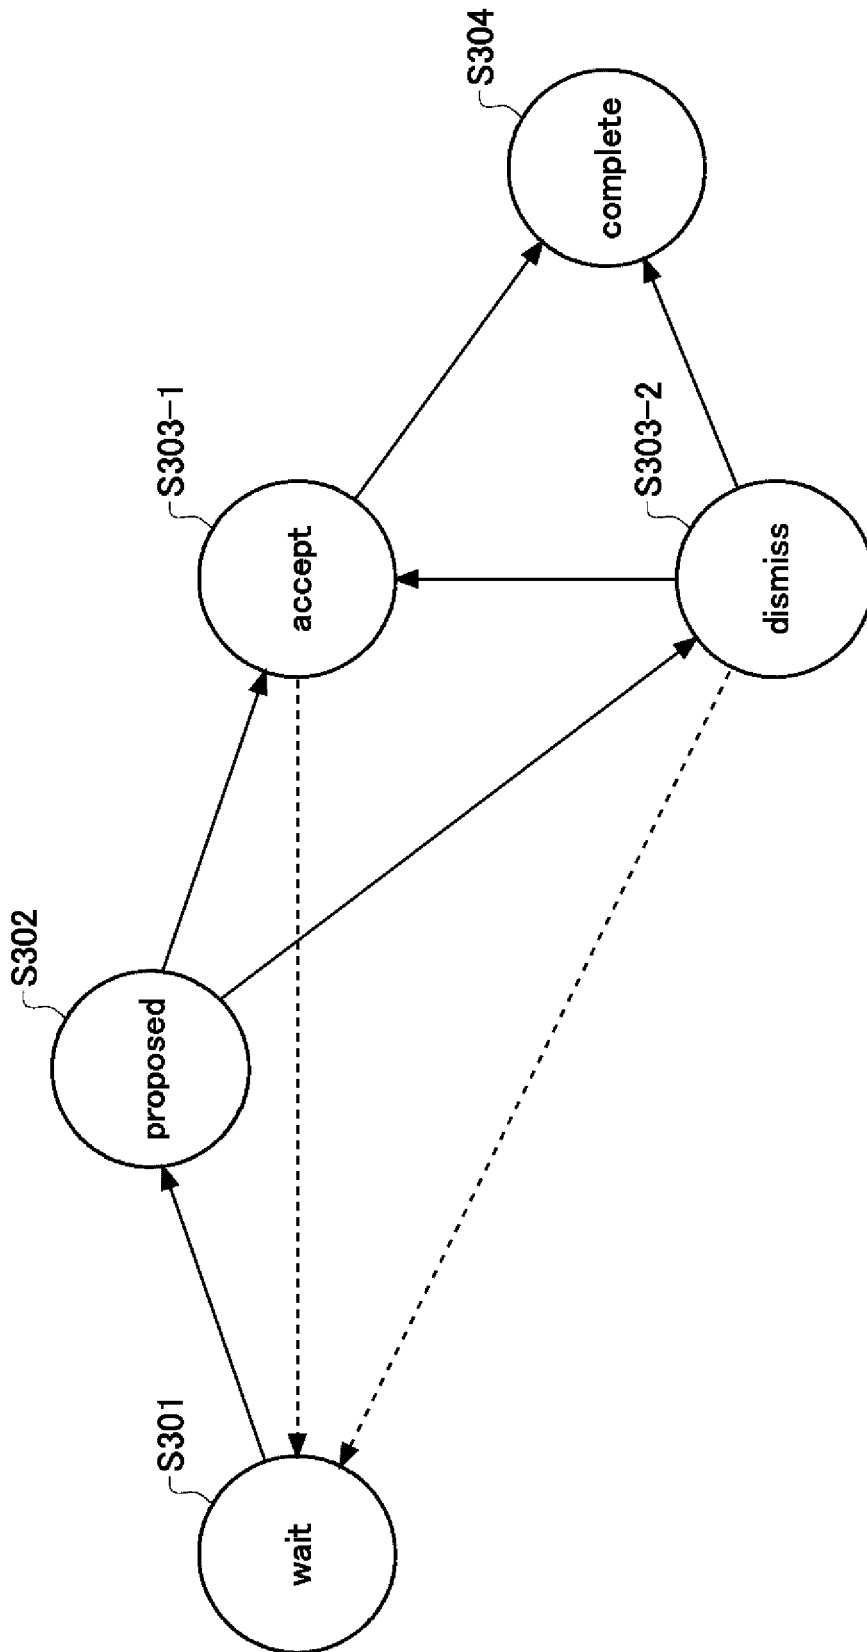 S301
wait
S302
proposed
S303-1
accept
S303-2
dismiss
S304
complete